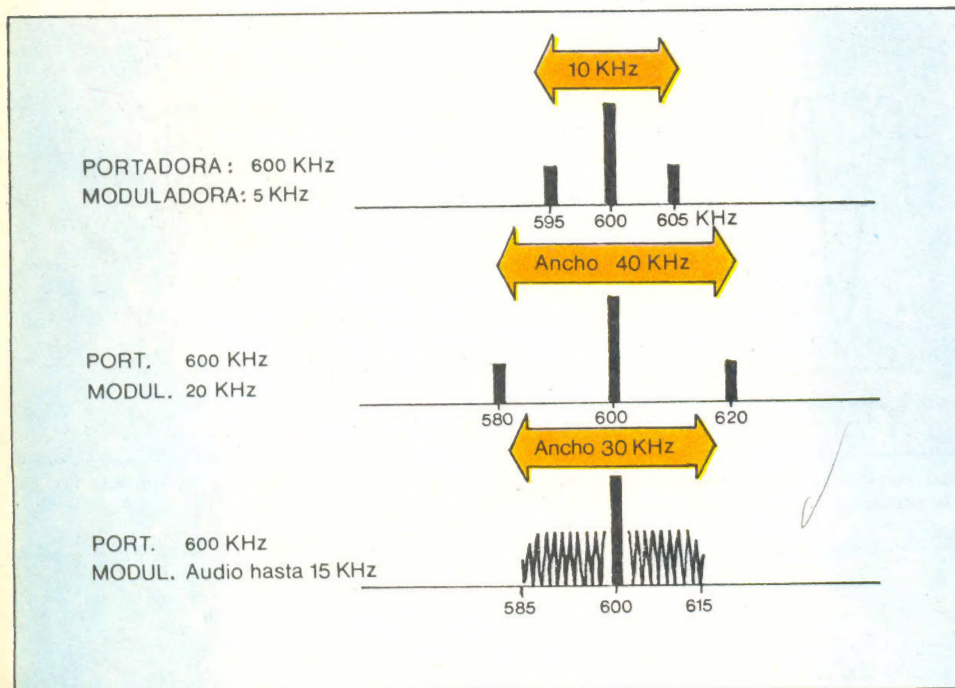 10 KHz
PORTADORA: 600 KHz
MODULADORA: 5 KHz
595 600 605 KHz
Ancho 40 KHz
PORT. 600 KHz
MODUL. 20 KHz
580 600 620
Ancho 30 KHz
PORT. 600 KHz
MODUL. Audio hasta 15 KHz
585 600 615